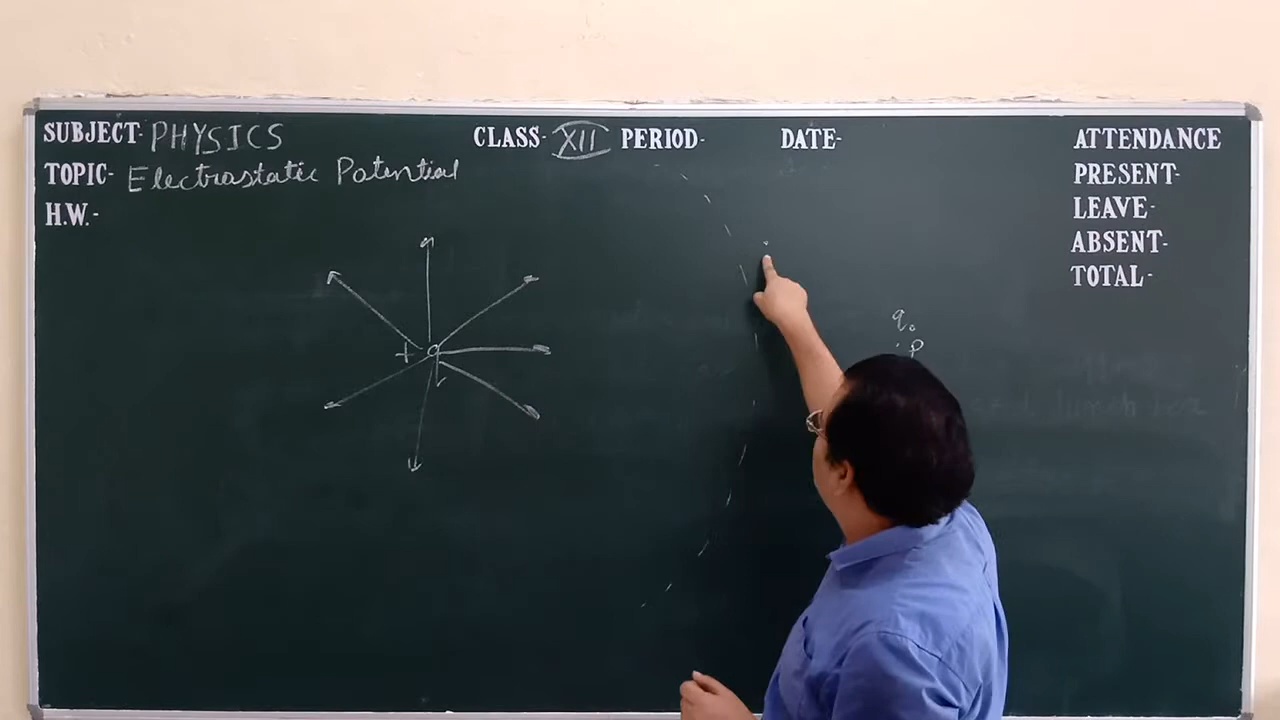 SUBJECT- PHYSICS
CLASS- XII PERIOD- DATE- ATTENDANCE
TOPIC- Electrostatic Potential
PRESENT-
H.W.-
LEAVE-
ABSENT-
TOTAL-
q₀
P
+